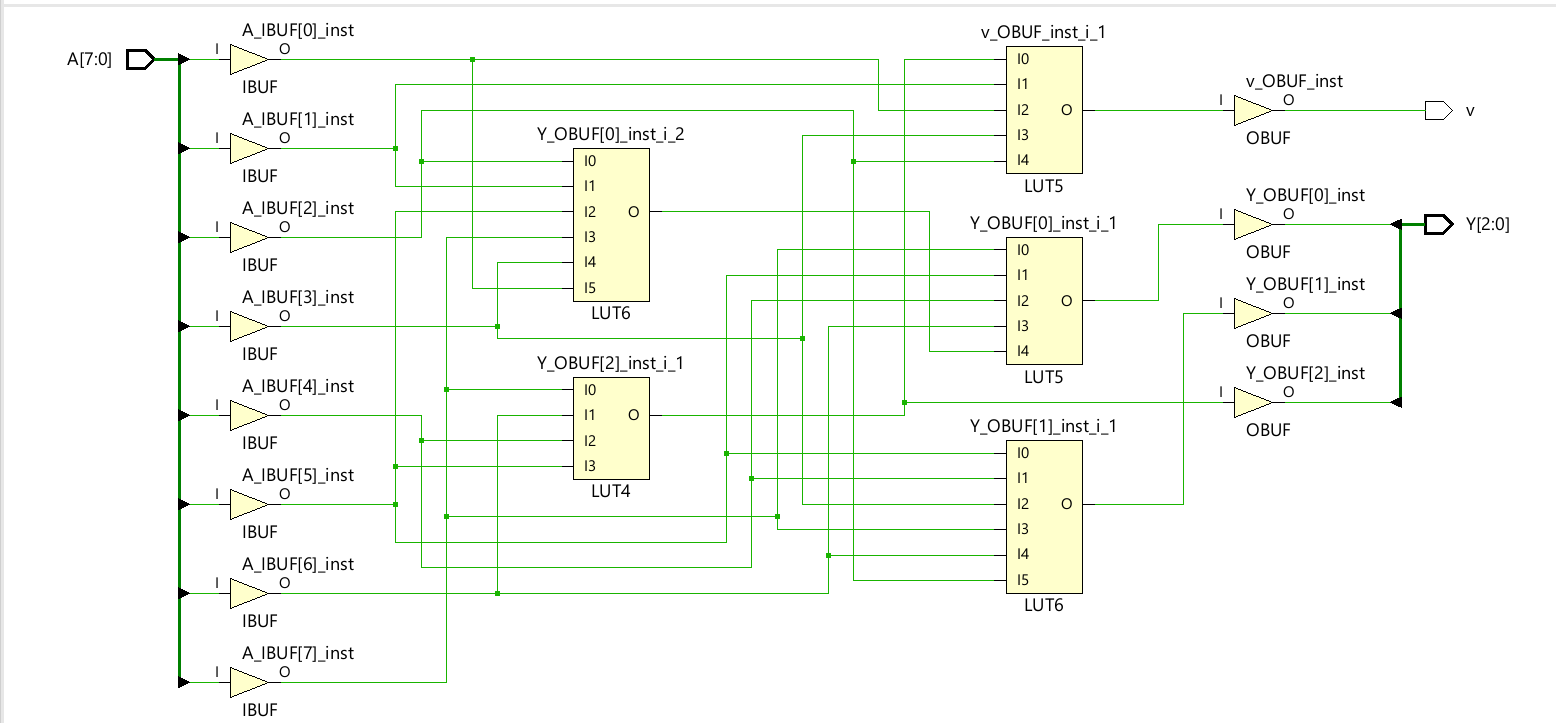 A[7:0]
A_IBUF[0]_inst
I
O
IBUF
A_IBUF[1]_inst
I
O
IBUF
A_IBUF[2]_inst
I
O
IBUF
A_IBUF[3]_inst
I
O
IBUF
A_IBUF[4]_inst
I
O
IBUF
A_IBUF[5]_inst
I
O
IBUF
A_IBUF[6]_inst
I
O
IBUF
A_IBUF[7]_inst
I
O
IBUF
Y_OBUF[0]_inst_i_2
I0
I1
I2
O
I3
I4
I5
LUT6
Y_OBUF[2]_inst_i_1
I0
I1
O
I2
I3
LUT4
v_OBUF_inst_i_1
I0
I1
I2
O
I3
I4
LUT5
Y_OBUF[0]_inst_i_1
I0
I1
I2
O
I3
I4
LUT5
Y_OBUF[1]_inst_i_1
I0
I1
I2
O
I3
I4
I5
LUT6
v_OBUF_inst
I
O
OBUF
v
Y_OBUF[0]_inst
I
O
OBUF
Y[2:0]
Y_OBUF[1]_inst
I
O
OBUF
Y_OBUF[2]_inst
I
O
OBUF